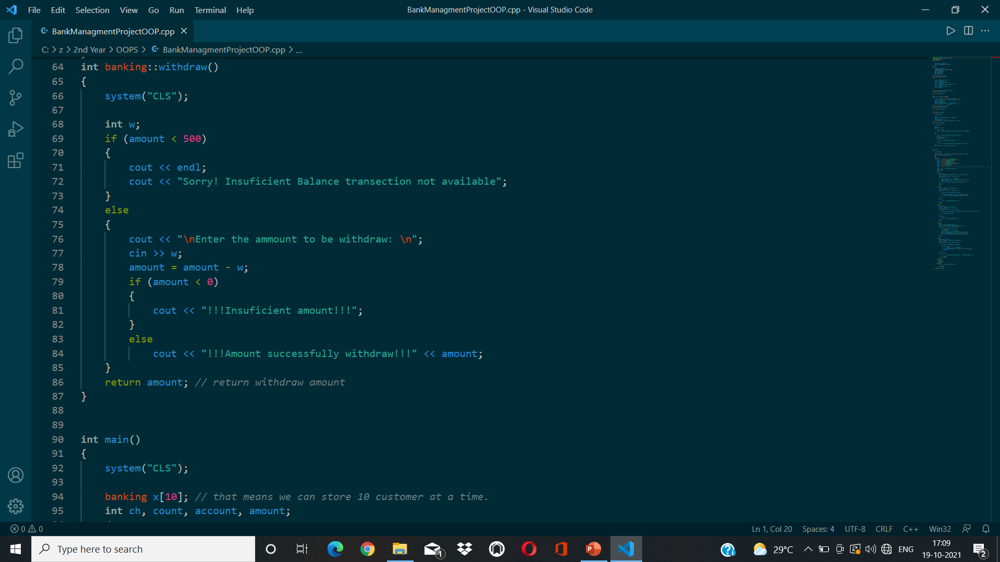 File Edit Selection View Go Run Terminal Help
BankManagmentProjectOOP.cpp - Visual Studio Code
BankManagmentProjectOOP.cpp
C: > z > 2nd Year > OOPS > BankManagmentProjectOOP.cpp > ...
64 int banking::withdraw()
65 {
66     system("CLS");
67
68     int w;
69     if (amount < 500)
70     {
71         cout << endl;
72         cout << "Sorry! Insuficient Balance transection not available";
73     }
74     else
75     {
76         cout << "\nEnter the ammount to be withdraw: \n";
77         cin >> w;
78         amount = amount - w;
79         if (amount < 0)
80         {
81             cout << "!!!Insuficient amount!!!";
82         }
83         else
84             cout << "!!!Amount successfully withdraw!!!" << amount;
85     }
86     return amount; // return withdraw amount
87 }
88
89
90 int main()
91 {
92     system("CLS");
93
94     banking x[10]; // that means we can store 10 customer at a time.
95     int ch, count, account, amount;
0 0
Ln 1, Col 20 Spaces: 4 UTF-8 CRLF C++ Win32
Type here to search
1
29°C
ENG
17:09
19-10-2021
2